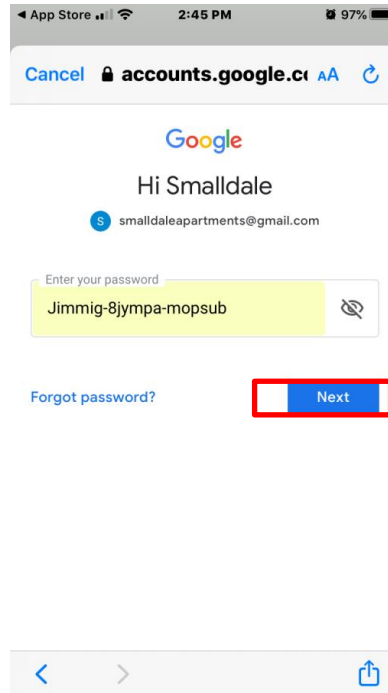 App Store 2:45 PM 97%
Cancel accounts.google.co AA
Google
Hi Smalldale
S smalldaleapartments@gmail.com
Enter your password
Jimmig-8jympa-mopsub
Forgot password? Next